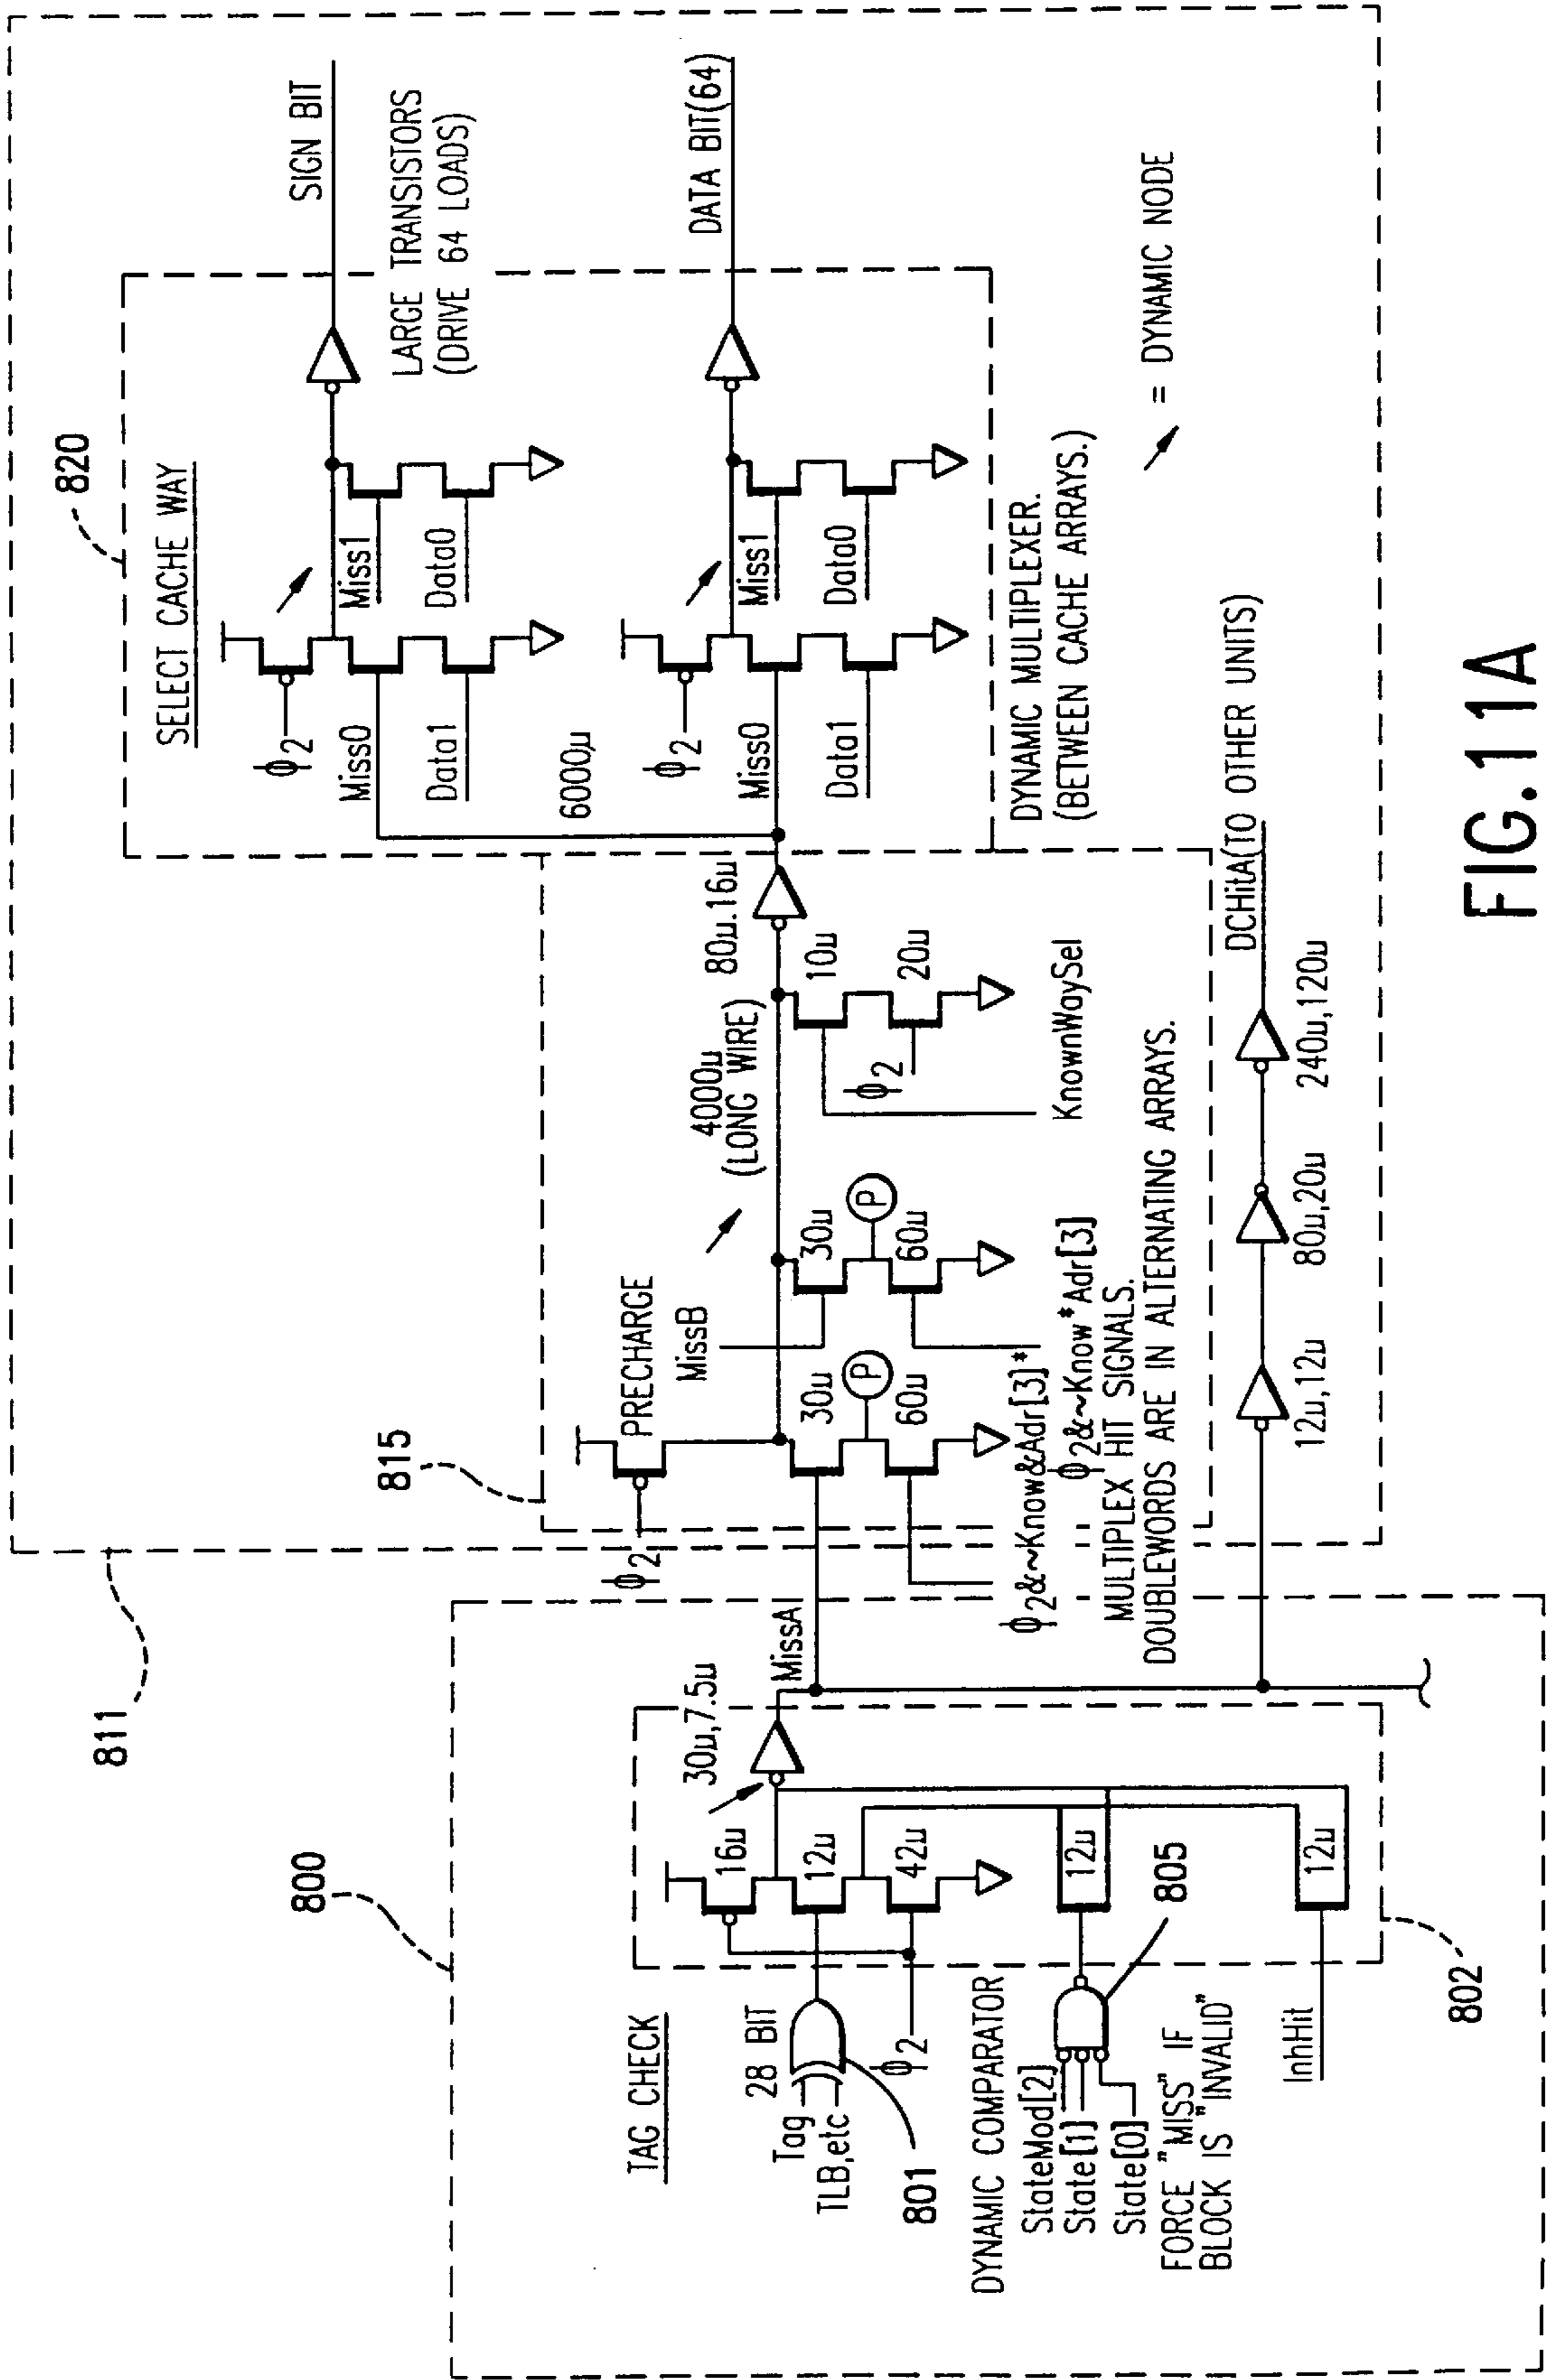 811
800
TAG CHECK
28 BIT
Tag
TLB,etc
801
ϕ2
16µ
12µ
42µ
30µ,7.5µ
MissA
DYNAMIC COMPARATOR
StateMod[2]
State[1]
State[0]
12µ
805
FORCE "MISS" IF
BLOCK IS "INVALID"
InhHit
12µ
802
815
ϕ2
PRECHARGE
MissB
30µ
P
60µ
30µ
P
60µ
4000µ
(LONG WIRE)
10µ
20µ
ϕ2
KnownWaySel
80µ.16µ
ϕ2&~Know&Adr[3]*
ϕ2&~Know*Adr[3]
MULTIPLEX HIT SIGNALS.
DOUBLEWORDS ARE IN ALTERNATING ARRAYS.
12µ,12µ
80µ,20µ
240µ,120µ
DCHitA(TO OTHER UNITS)
820
SELECT CACHE WAY
ϕ2
Miss0
Data1
Miss1
Data0
SIGN BIT
LARGE TRANSISTORS
(DRIVE 64 LOADS)
6000µ
ϕ2
Miss0
Data1
Miss1
Data0
DATA BIT(64)
DYNAMIC MULTIPLEXER.
(BETWEEN CACHE ARRAYS.)
= DYNAMIC NODE
FIG.11A